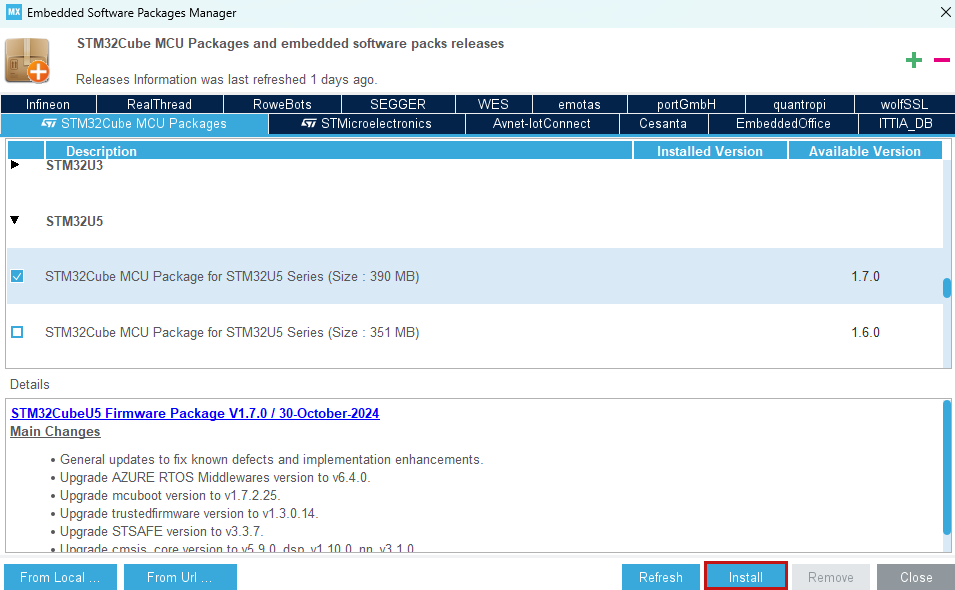 MX Embedded Software Packages Manager
STM32Cube MCU Packages and embedded software packs releases
Releases Information was last refreshed 1 days ago.
Infineon RealThread RoweBots SEGGER WES emotas portGmbH quantropi wolfSSL
STM32Cube MCU Packages STMicroelectronics Avnet-IotConnect Cesanta EmbeddedOffice ITTIA_DB
Description Installed Version Available Version
STM32U3
STM32U5
STM32Cube MCU Package for STM32U5 Series (Size : 390 MB) 1.7.0
STM32Cube MCU Package for STM32U5 Series (Size : 351 MB) 1.6.0
Details
STM32CubeU5 Firmware Package V1.7.0 / 30-October-2024
Main Changes
• General updates to fix known defects and implementation enhancements.
• Upgrade AZURE RTOS Middlewares version to v6.4.0.
• Upgrade mcuboot version to v1.7.2.25.
• Upgrade trustedfirmware version to v1.3.0.14.
• Upgrade STSAFE version to v3.3.7.
• Upgrade cmsis_core version to v5.9.0, dsp_v1.10.0, nn_v3.1.0
From Local ... From Url ... Refresh Install Remove Close